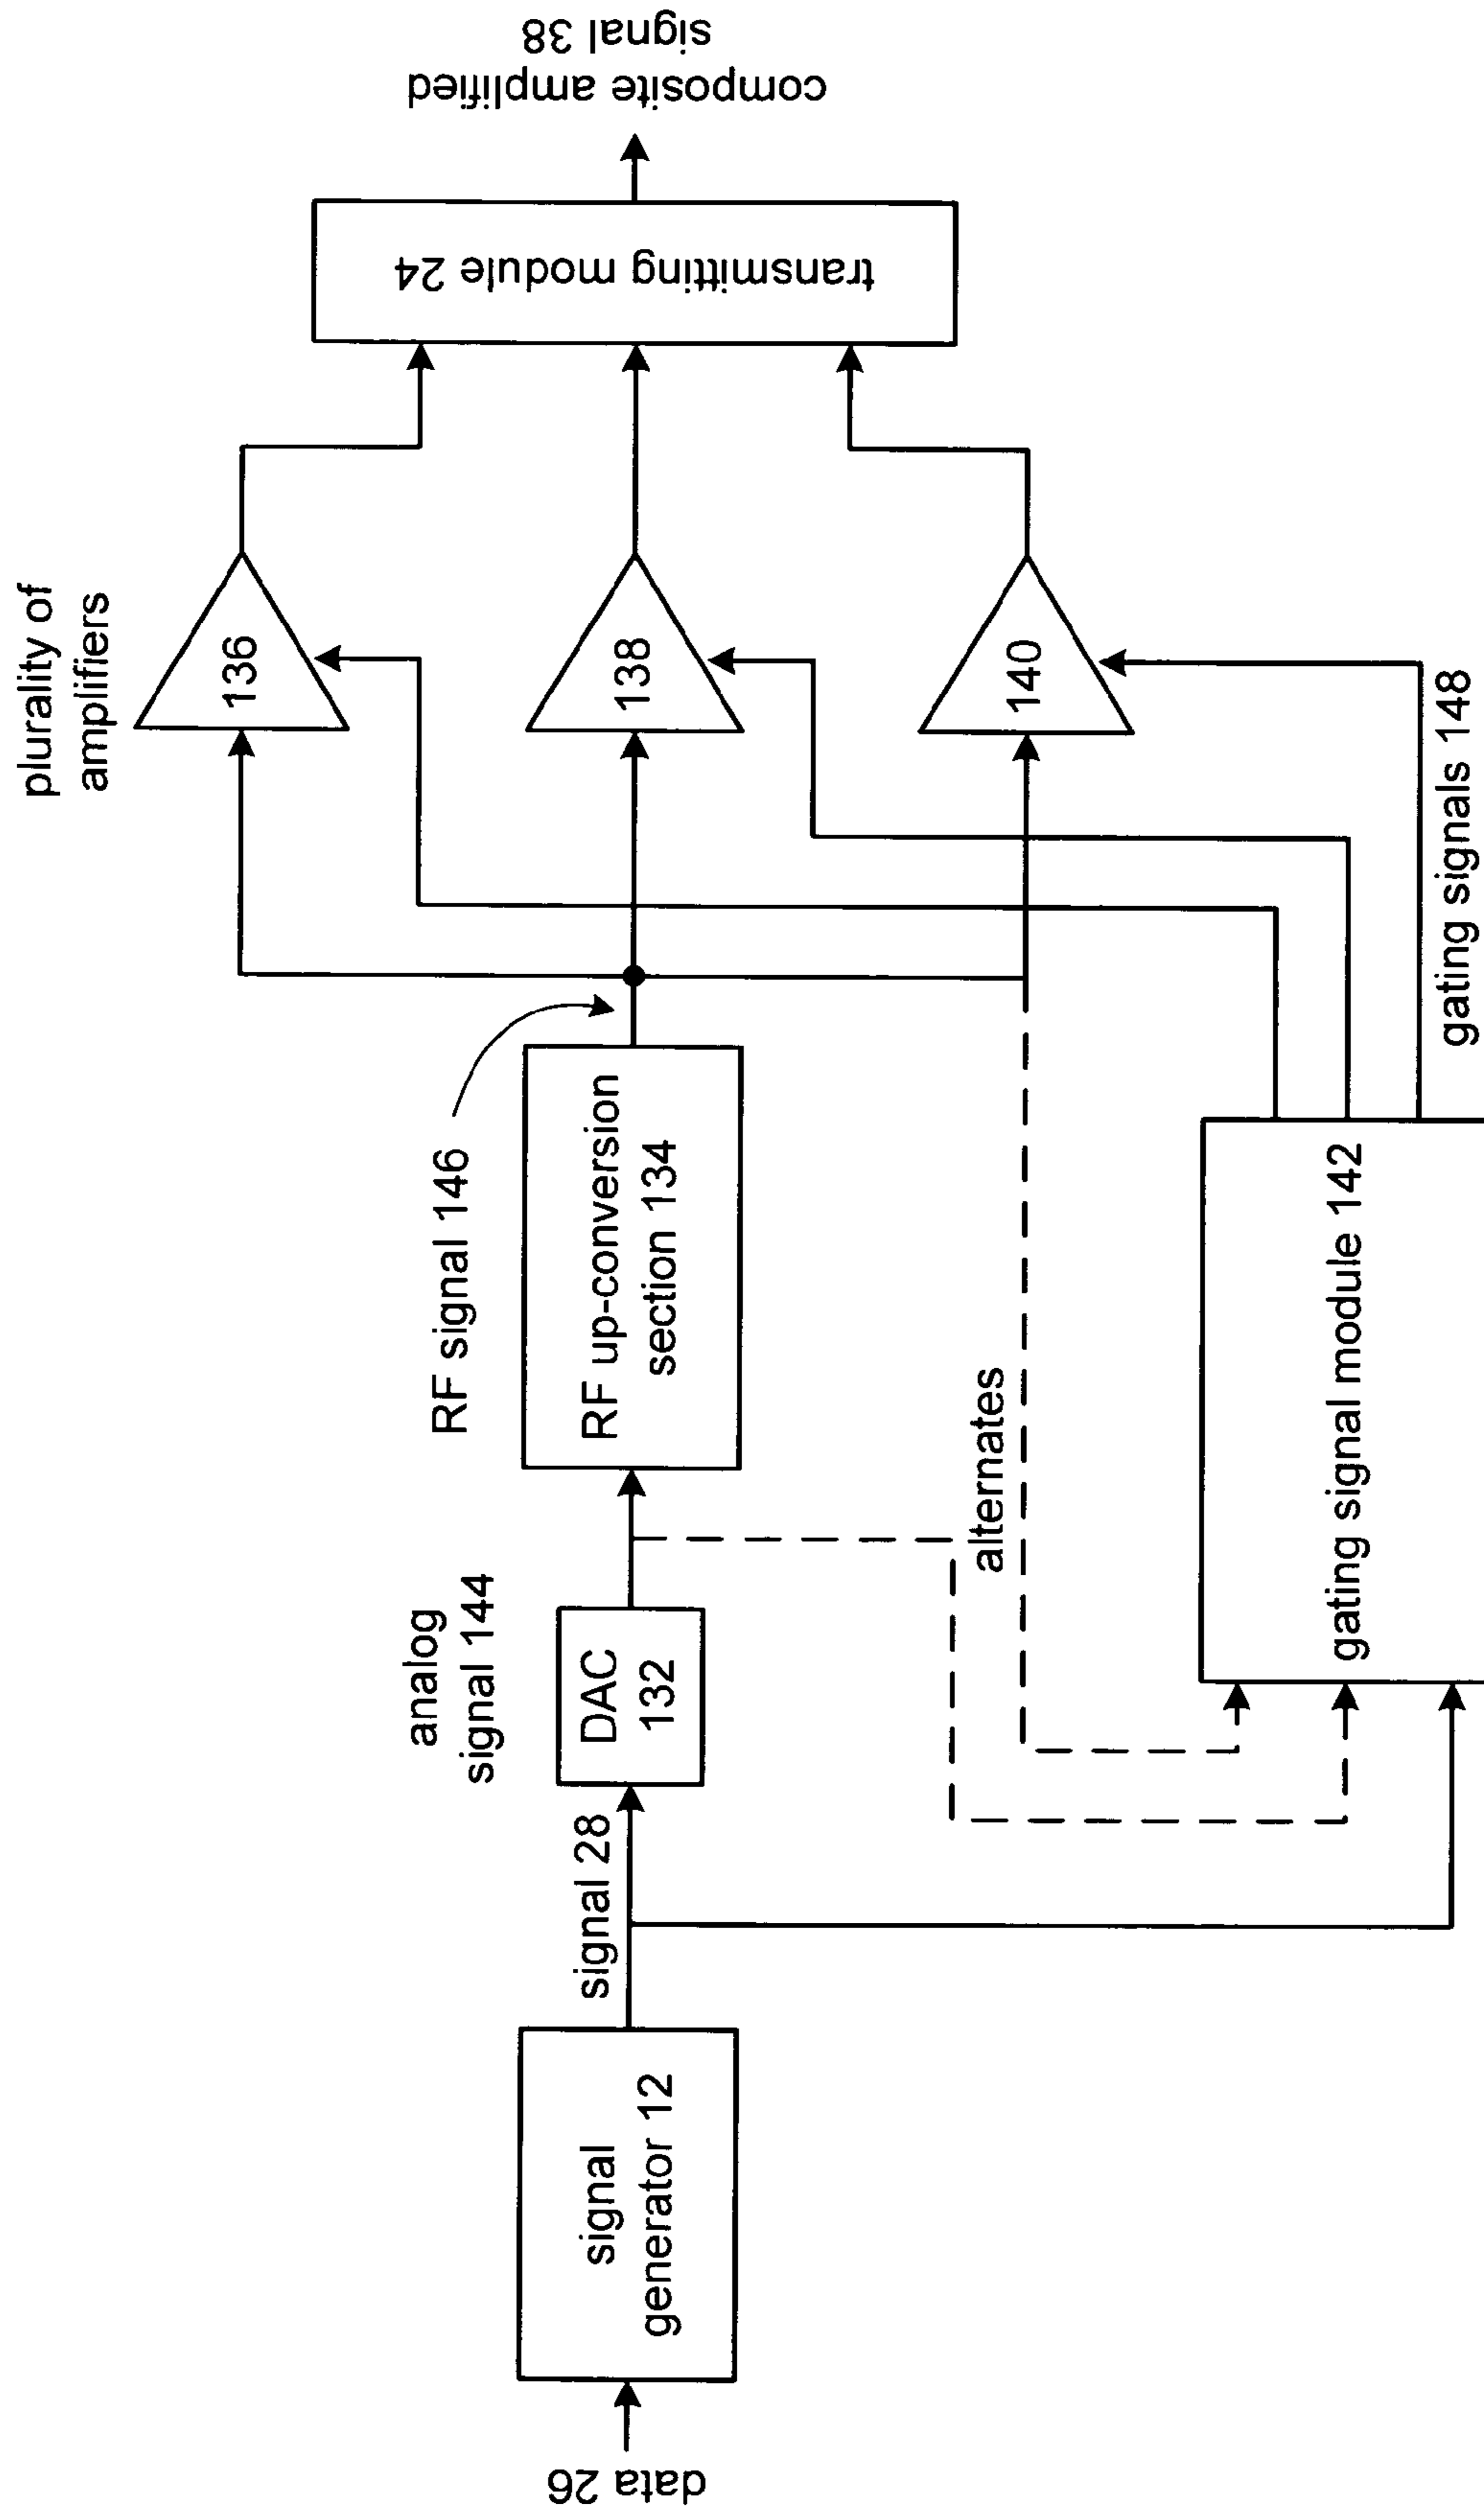 data 26
signal
generator 12
signal 28
DAC
132
analog
signal 144
RF up-conversion
section 134
RF signal 146
alternates
gating signal module 142
gating signals 148
plurality of
amplifiers
136
138
140
transmitting module 24
composite amplified
signal 38